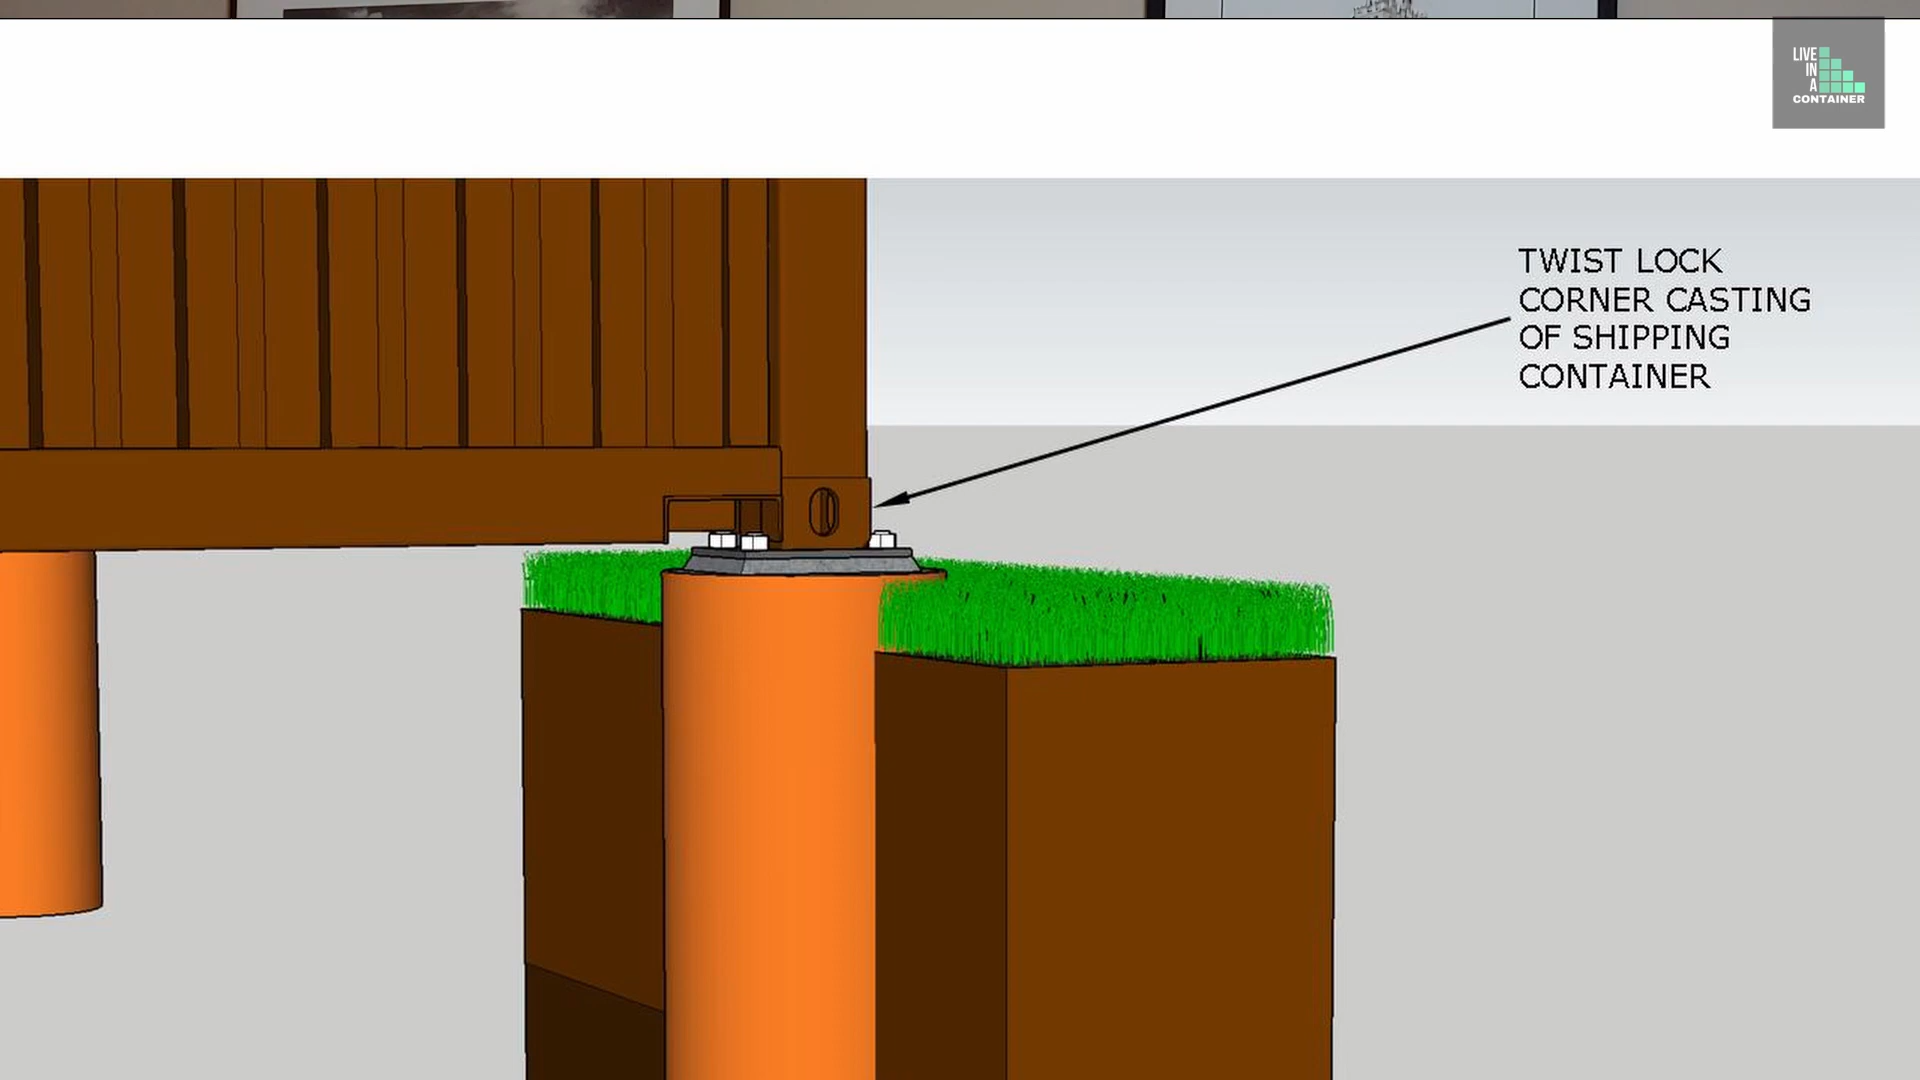 LIVE
IN
A
CONTAINER
TWIST LOCK
CORNER CASTING
OF SHIPPING
CONTAINER